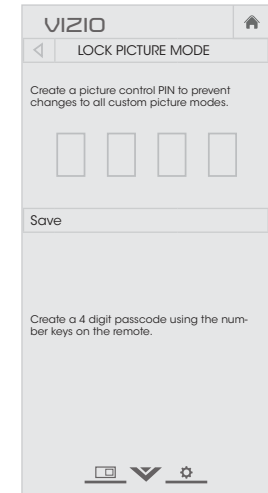 VIZIO
LOCK PICTURE MODE
Create a picture control PIN to prevent
changes to all custom picture modes.
Save
Create a 4 digit passcode using the num-
ber keys on the remote.